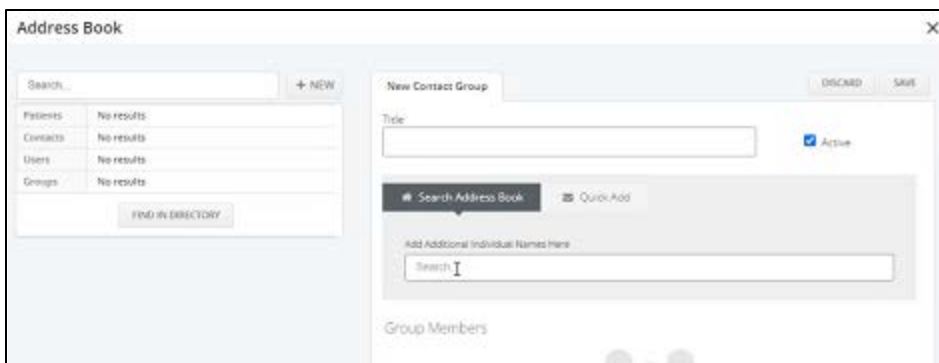 Address Book
Search...
+ NEW
Patients No results
Contacts No results
Users No results
Groups No results
FIND IN DIRECTORY
New Contact Group
DISCARD
SAVE
Title
Active
Search Address Book
Quick Add
Add Additional Individual Names Here
Search...
Group Members